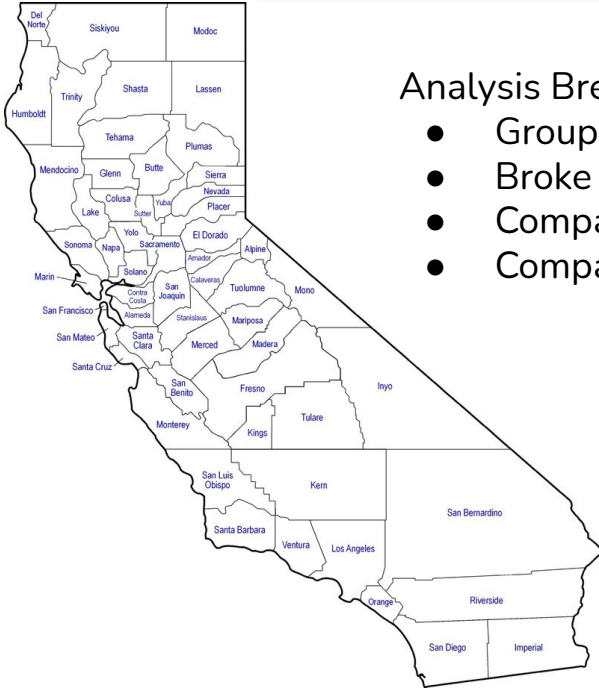 Del
Norte
Siskiyou
Modoc
Humboldt
Trinity
Shasta
Lassen
Tehama
Plumas
Mendocino
Glenn
Butte
Sierra
Nevada
Colusa
Yuba
Placer
Lake
Sutter
Yolo
El Dorado
Sonoma
Napa
Sacramento
Alpine
Amador
Solano
Marin
Calaveras
Contra
Costa
San
Joaquin
Tuolumne
Mono
San Francisco
Alameda
Stanislaus
Mariposa
San Mateo
Santa
Clara
Merced
Madera
Santa Cruz
San
Benito
Fresno
Inyo
Monterey
Kings
Tulare
San Luis
Obispo
Kern
San Bernardino
Santa Barbara
Ventura
Los Angeles
Orange
Riverside
San Diego
Imperial
Analysis Bre
● Group
● Broke
● Compa
● Compa